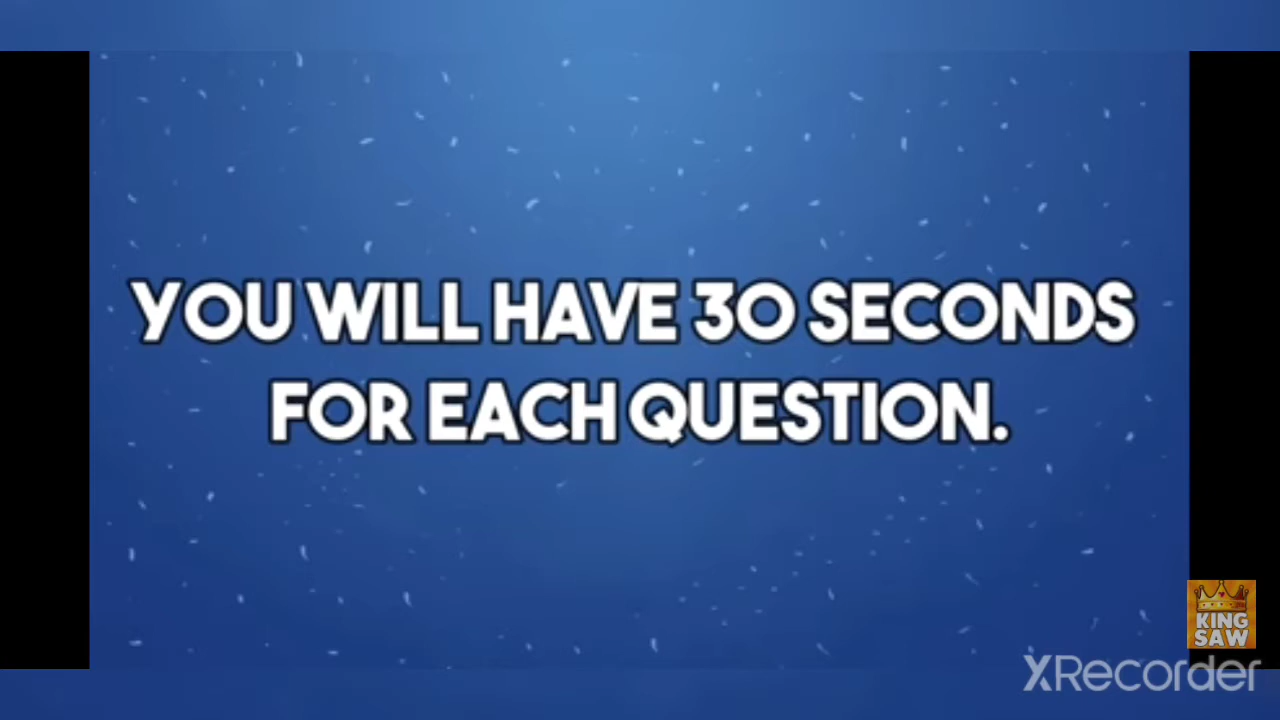 YOU WILL HAVE 30 SECONDS
FOR EACH QUESTION.
KING
SAW
XRecorder